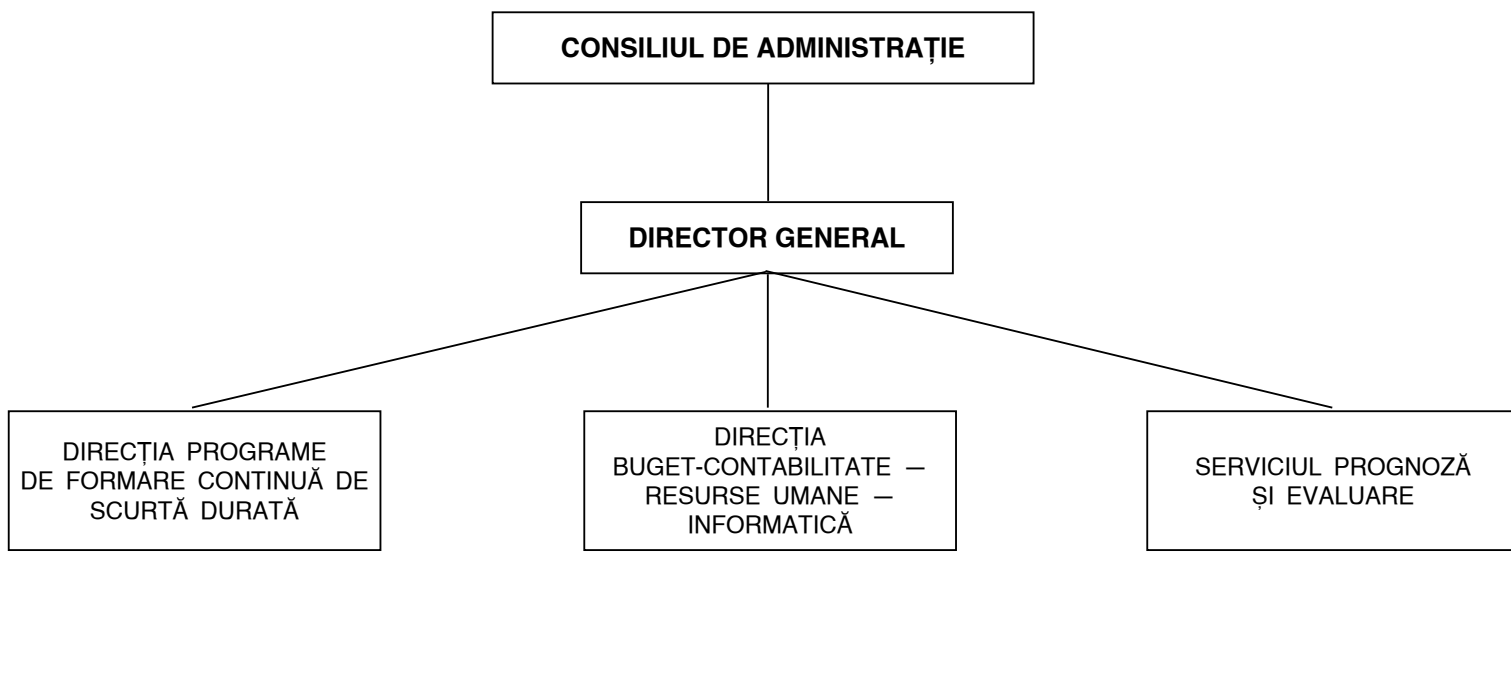 CONSILIUL DE ADMINISTRAȚIE
DIRECTOR GENERAL
DIRECȚIA PROGRAME
DE FORMARE CONTINUĂ DE
SCURTĂ DURATĂ
DIRECȚIA
BUGET-CONTABILITATE —
RESURSE UMANE —
INFORMATICĂ
SERVICIUL PROGNOZĂ
ȘI EVALUARE